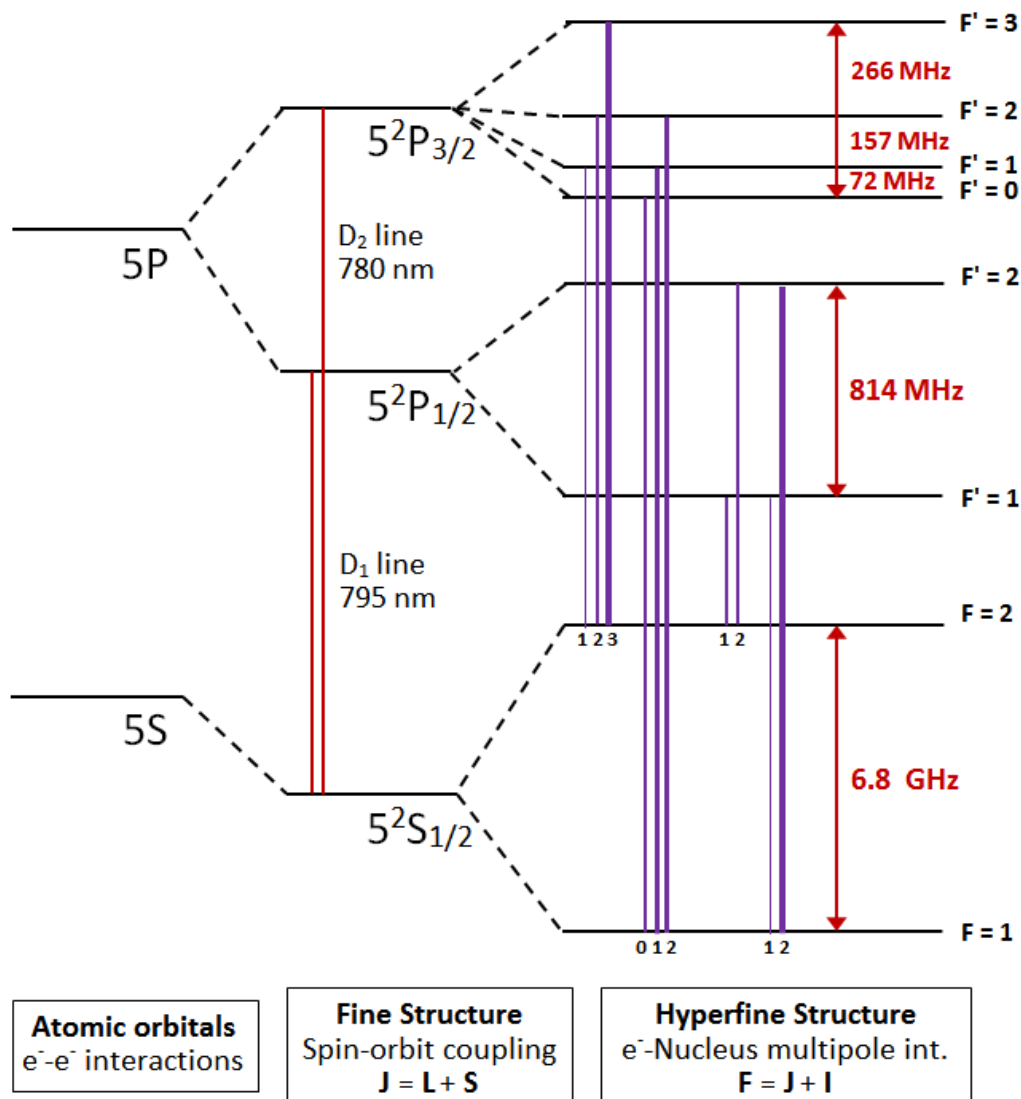 F' = 3
266 MHz
F' = 2
5²P₃/₂
157 MHz
F' = 1
72 MHz
F' = 0
D₂ line
780 nm
5P
F' = 2
5²P₁/₂
814 MHz
F' = 1
D₁ line
795 nm
F = 2
1 2 3
1 2
5S
6.8 GHz
5²S₁/₂
F = 1
0 1 2
1 2
Atomic orbitals
e⁻-e⁻ interactions
Fine Structure
Spin-orbit coupling
J = L + S
Hyperfine Structure
e⁻-Nucleus multipole int.
F = J + I